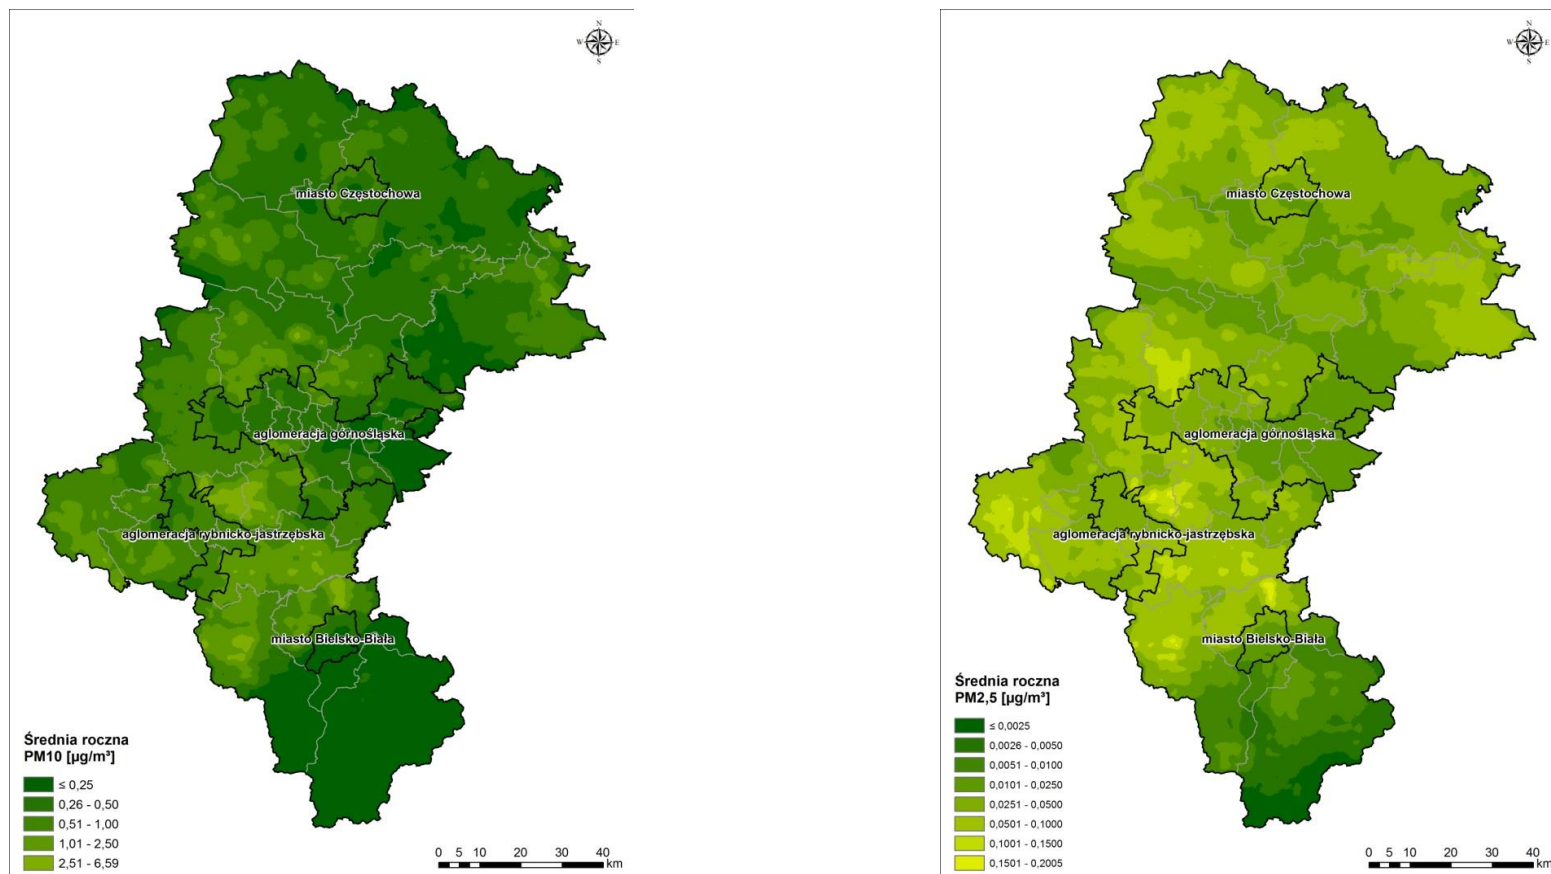 N
W E
S
miasto Częstochowa
aglomeracja górnośląska
aglomeracja rybnicko-jastrzębska
miasto Bielsko-Biała
Średnia roczna
PM10 [µg/m³]
≤ 0,25
0,26 - 0,50
0,51 - 1,00
1,01 - 2,50
2,51 - 6,59
0 5 10 20 30 40
km
N
W E
S
miasto Częstochowa
aglomeracja górnośląska
aglomeracja rybnicko-jastrzębska
miasto Bielsko-Biała
Średnia roczna
PM2,5 [µg/m³]
≤ 0,0025
0,0026 - 0,0050
0,0051 - 0,0100
0,0101 - 0,0250
0,0251 - 0,0500
0,0501 - 0,1000
0,1001 - 0,1500
0,1501 - 0,2005
0 5 10 20 30 40
km